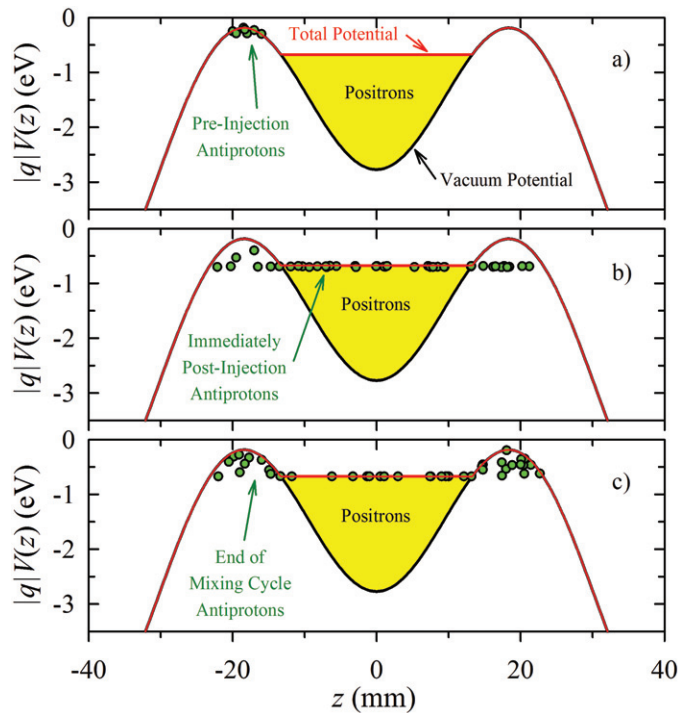 0
-1
-2
-3
|q|V(z) (eV)
Total Potential
a)
Positrons
Pre-Injection
Antiprotons
Vacuum Potential
0
-1
-2
-3
|q|V(z) (eV)
b)
Positrons
Immediately
Post-Injection
Antiprotons
0
-1
-2
-3
|q|V(z) (eV)
c)
Positrons
End of
Mixing Cycle
Antiprotons
-40 -20 0 20 40
z (mm)